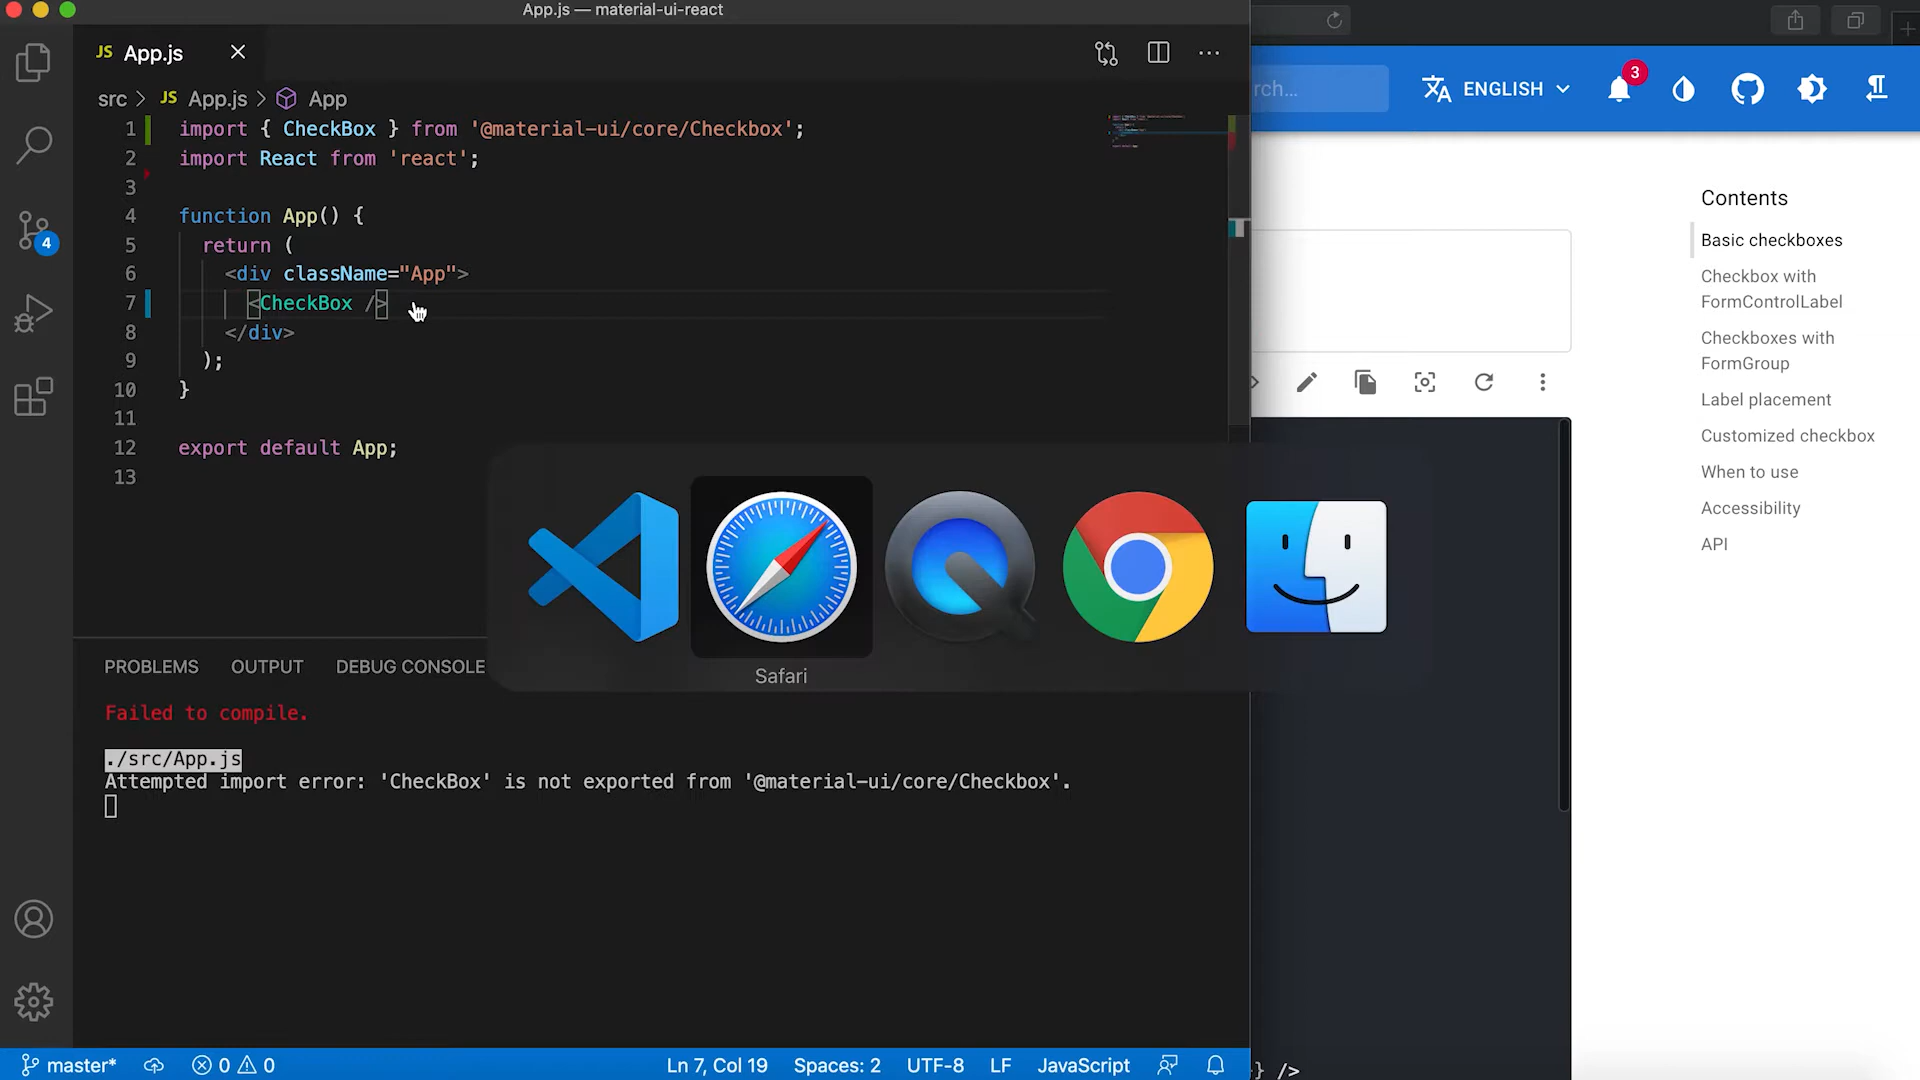 App.js — material-ui-react
JS App.js
src > JS App.js > App
1 import { CheckBox } from '@material-ui/core/Checkbox';
2 import React from 'react';
3
4 function App() {
5 return (
6 <div className="App">
7 <CheckBox />
8 </div>
9 );
10 }
11
12 export default App;
13
Safari
PROBLEMS OUTPUT DEBUG CONSOLE
Failed to compile.
./src/App.js
Attempted import error: 'CheckBox' is not exported from '@material-ui/core/Checkbox'.
4
master* 0 0 Ln 7, Col 19 Spaces: 2 UTF-8 LF JavaScript
rch...
ENGLISH
3
Contents
Basic checkboxes
Checkbox with
FormControlLabel
Checkboxes with
FormGroup
Label placement
Customized checkbox
When to use
Accessibility
API
} />